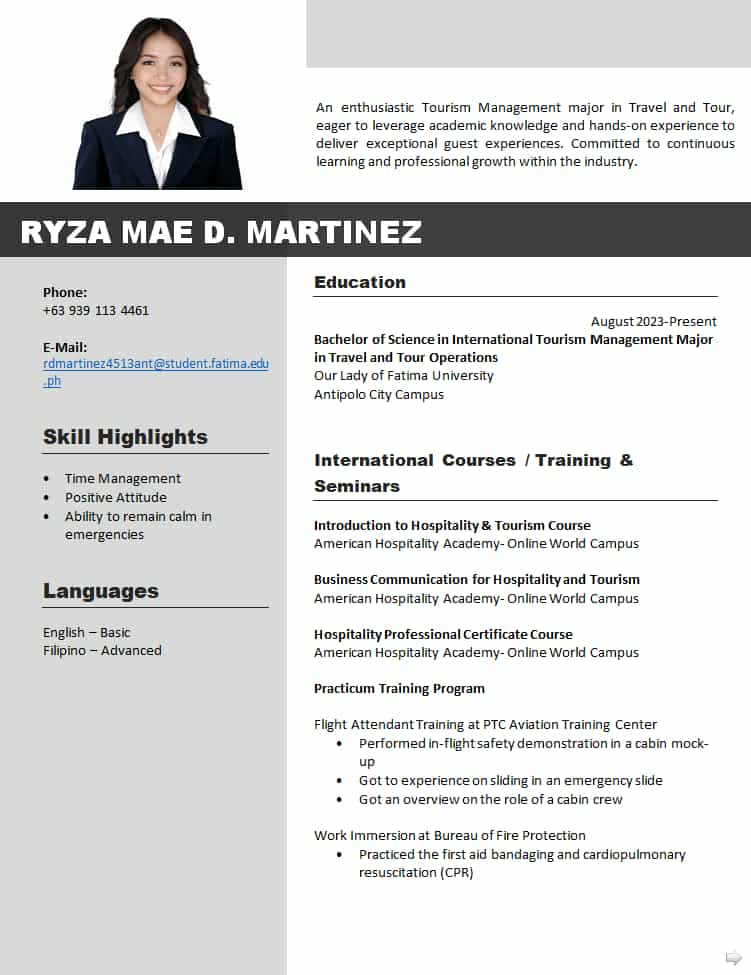 An enthusiastic Tourism Management major in Travel and Tour,
eager to leverage academic knowledge and hands-on experience to
deliver exceptional guest experiences. Committed to continuous
learning and professional growth within the industry.
RYZA MAE D. MARTINEZ
Phone:
+63 939 113 4461
E-Mail:
rdmartinez4513ant@student.fatima.edu
.ph
Skill Highlights
• Time Management
• Positive Attitude
• Ability to remain calm in
emergencies
Languages
English – Basic
Filipino – Advanced
Education
August 2023-Present
Bachelor of Science in International Tourism Management Major
in Travel and Tour Operations
Our Lady of Fatima University
Antipolo City Campus
International Courses / Training &
Seminars
Introduction to Hospitality & Tourism Course
American Hospitality Academy- Online World Campus
Business Communication for Hospitality and Tourism
American Hospitality Academy- Online World Campus
Hospitality Professional Certificate Course
American Hospitality Academy- Online World Campus
Practicum Training Program
Flight Attendant Training at PTC Aviation Training Center
• Performed in-flight safety demonstration in a cabin mock-
up
• Got to experience on sliding in an emergency slide
• Got an overview on the role of a cabin crew
Work Immersion at Bureau of Fire Protection
• Practiced the first aid bandaging and cardiopulmonary
resuscitation (CPR)